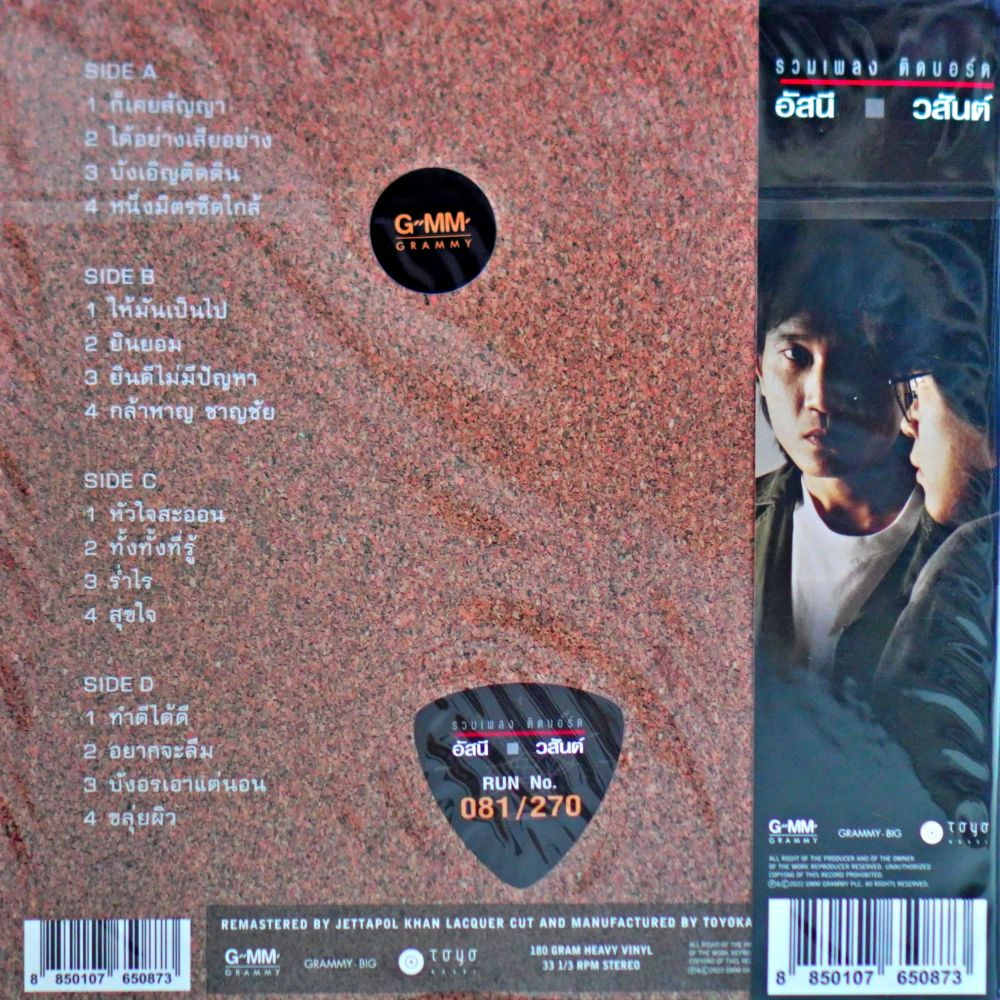 SIDE A
1 ก็เคยสัญญา
2 ได้อย่างเสียอย่าง
3 บังเอิญติดดิน
4 หนึ่งมิตรชิดใกล้
SIDE B
1 ให้มันเป็นไป
2 ยินยอม
3 ยินดีไม่มีปัญหา
4 กล้าหาญ ชาญชัย
SIDE C
1 หัวใจสะออน
2 ทั้งทั้งที่รู้
3 ร่ำไร
4 สุขใจ
SIDE D
1 ทำดีได้ดี
2 อยากจะลืม
3 บังอรเอาแต่นอน
4 ขลุ่ยผิว
G"MM'
GRAMMY
รวมเพลง ติดบอร์ด
อัสนี วสันต์
RUN No.
081/270
REMASTERED BY JETTAPOL KHAN LACQUER CUT AND MANUFACTURED BY TOYOKA
G"MM'
GRAMMY
GRAMMY·BIG
180 GRAM HEAVY VINYL
33 1/3 RPM STEREO
8 850107 650873
รวมเพลง ติดบอร์ด
อัสนี วสันต์
G"MM'
GRAMMY
GRAMMY·BIG
ALL RIGHT OF THE PRODUCER AND OF THE OWNER
OF THE WORK REPRODUCER RESERVED. UNAUTHORIZED
COPYING OF THIS RECORD PROHIBITED.
℗&©2022 GMM GRAMMY PLC. All RIGHTS RESERVED.
8 850107 650873